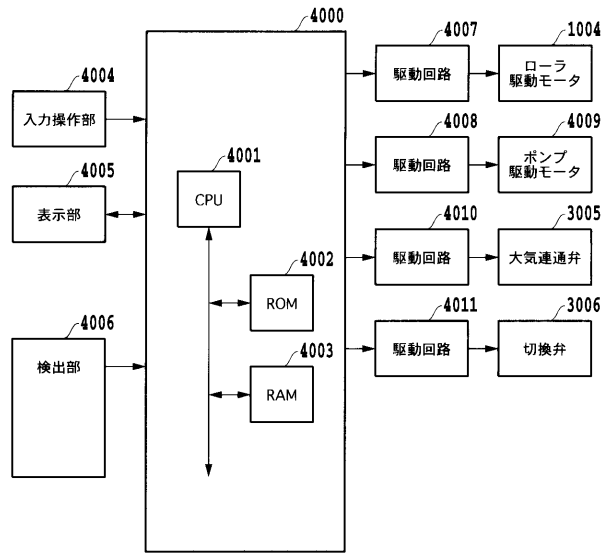 4000
4004
入力操作部
4005
表示部
4006
検出部
4001
CPU
4002
ROM
4003
RAM
4007
駆動回路
1004
ローラ
駆動モータ
4008
駆動回路
4009
ポンプ
駆動モータ
4010
駆動回路
3005
大気連通弁
4011
駆動回路
3006
切換弁